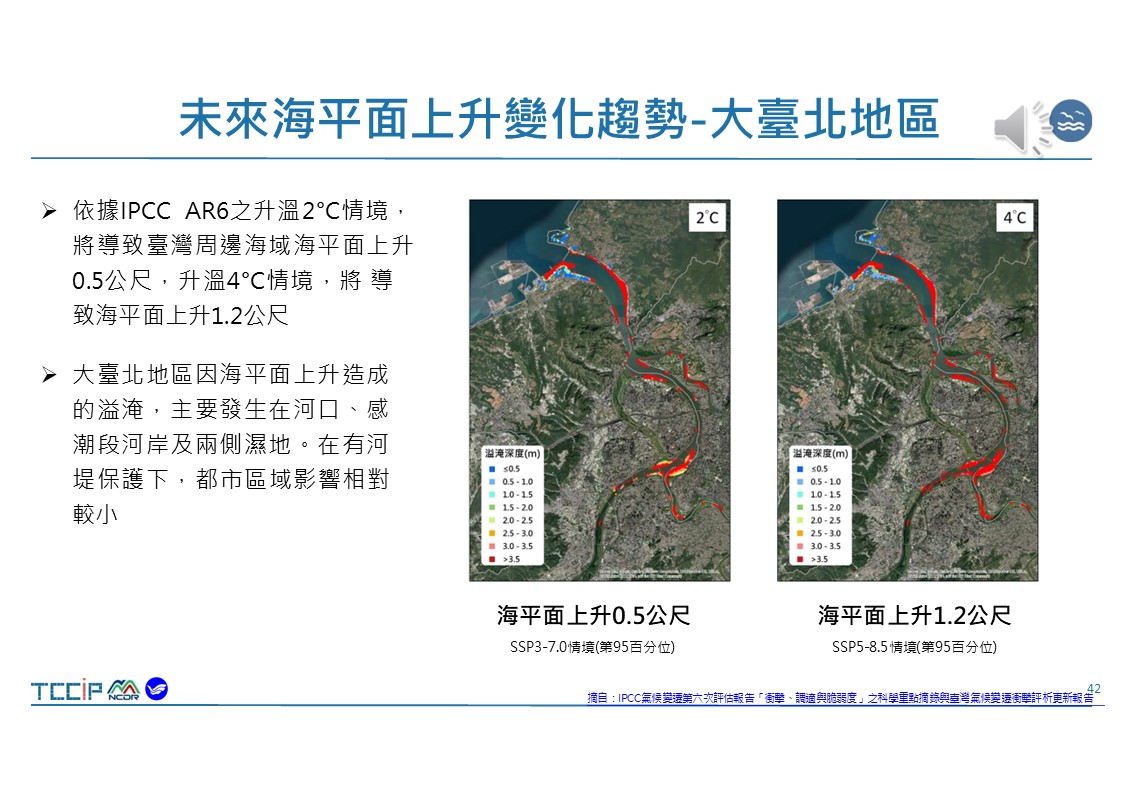 未來海平面上升變化趨勢-大臺北地區
➢ 依據IPCC AR6之升溫2°C情境，
將導致臺灣周邊海域海平面上升
0.5公尺，升溫4°C情境，將 導
致海平面上升1.2公尺
➢ 大臺北地區因海平面上升造成
的溢淹，主要發生在河口、感
潮段河岸及兩側濕地。在有河
堤保護下，都市區域影響相對
較小
2°C
溢淹深度(m)
≤0.5
0.5 - 1.0
1.0 - 1.5
1.5 - 2.0
2.0 - 2.5
2.5 - 3.0
3.0 - 3.5
>3.5
海平面上升0.5公尺
SSP3-7.0情境(第95百分位)
4°C
溢淹深度(m)
≤0.5
0.5 - 1.0
1.0 - 1.5
1.5 - 2.0
2.0 - 2.5
2.5 - 3.0
3.0 - 3.5
>3.5
海平面上升1.2公尺
SSP5-8.5情境(第95百分位)
TCCIP
NCDR
摘自：IPCC氣候變遷第六次評估報告「衝擊、調適與脆弱度」之科學重點摘錄與臺灣氣候變遷衝擊評析更新報告
42